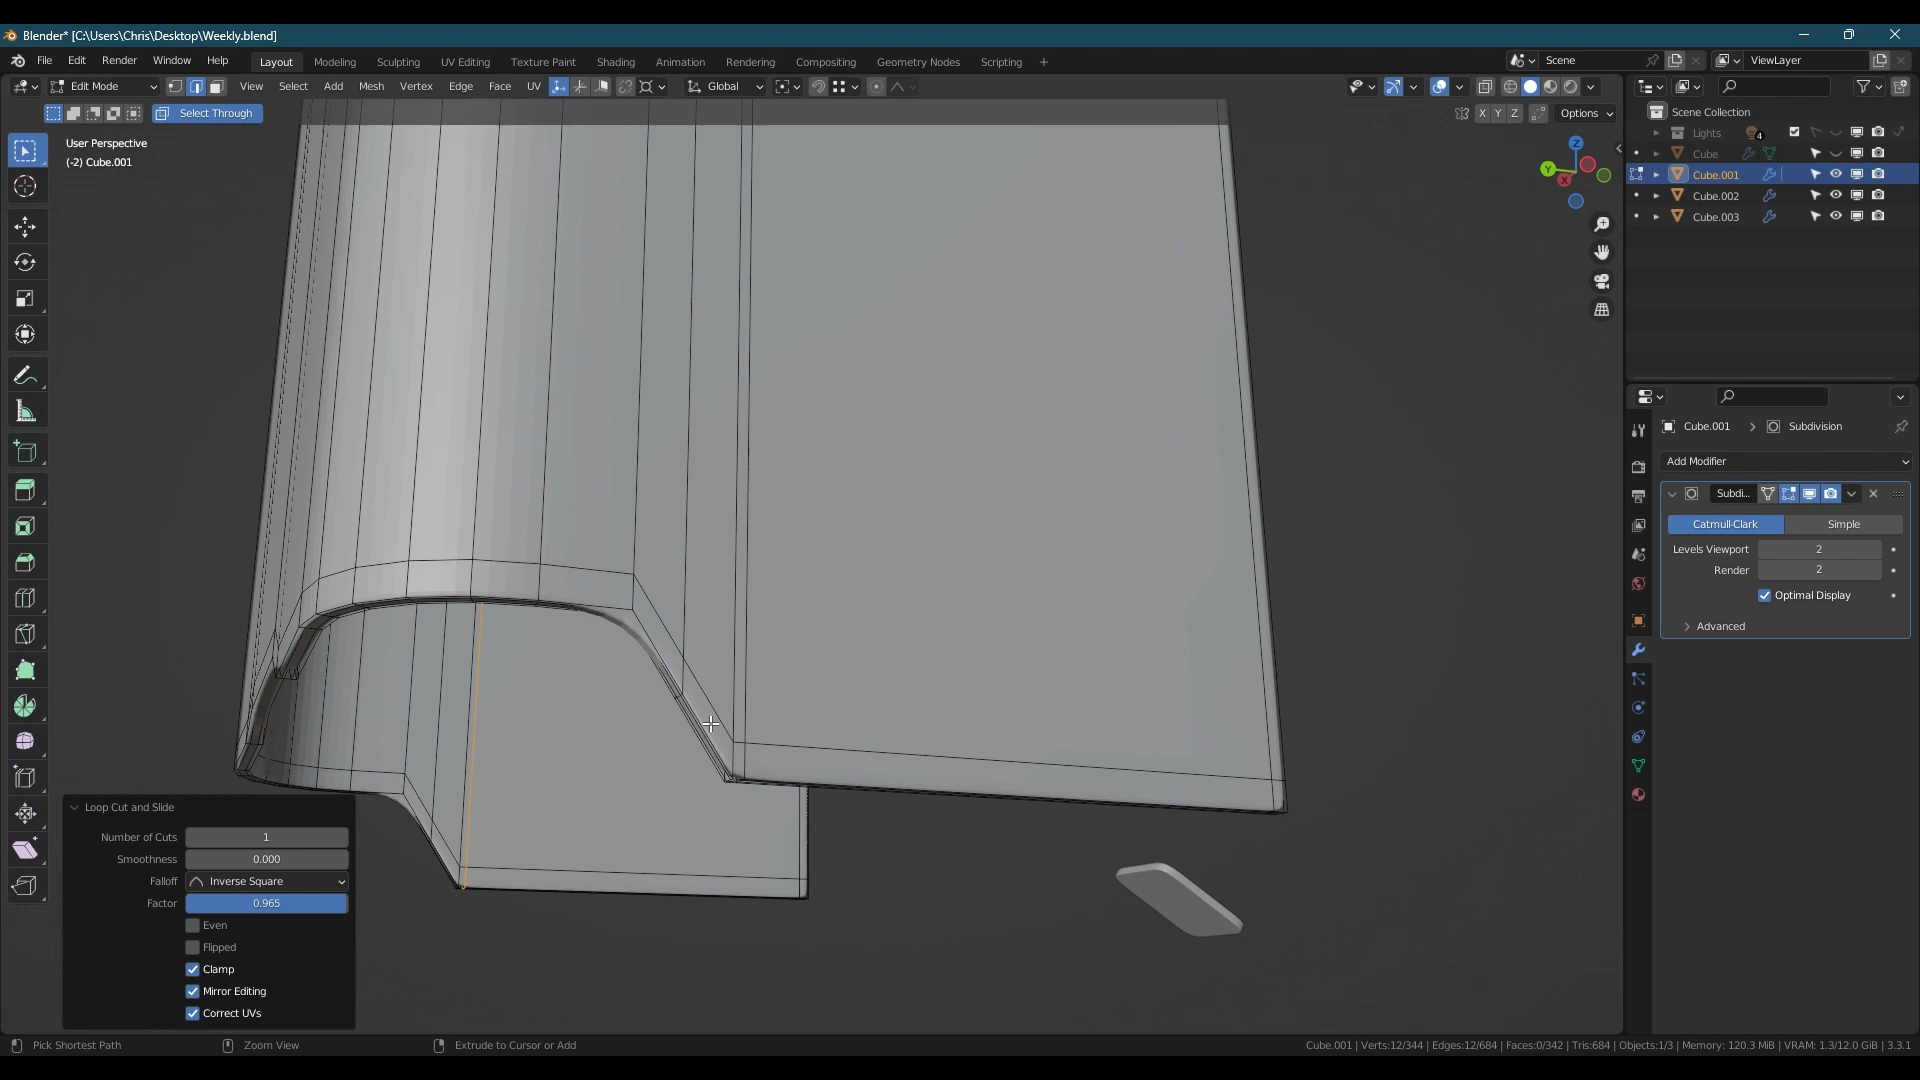 Blender* [C:\Users\Chris\Desktop\Weekly.blend]
File Edit Render Window Help Layout Modeling Sculpting UV Editing Texture Paint Shading Animation Rendering Compositing Geometry Nodes Scripting + Scene ViewLayer
Edit Mode View Select Add Mesh Vertex Edge Face UV Global
Select Through X Y Z Options
User Perspective
(-2) Cube.001
Z
Y
X
Scene Collection
Lights 4
Cube
Cube.001
Cube.002
Cube.003
Cube.001 > Subdivision
Add Modifier
Subdi...
Catmull-Clark Simple
Levels Viewport 2
Render 2
Optimal Display
Advanced
Loop Cut and Slide
Number of Cuts 1
Smoothness 0.000
Falloff Inverse Square
Factor 0.965
Even
Flipped
Clamp
Mirror Editing
Correct UVs
Pick Shortest Path Zoom View Extrude to Cursor or Add Cube.001 | Verts:12/344 | Edges:12/684 | Faces:0/342 | Tris:684 | Objects:1/3 | Memory: 120.3 MiB | VRAM: 1.3/12.0 GiB | 3.3.1